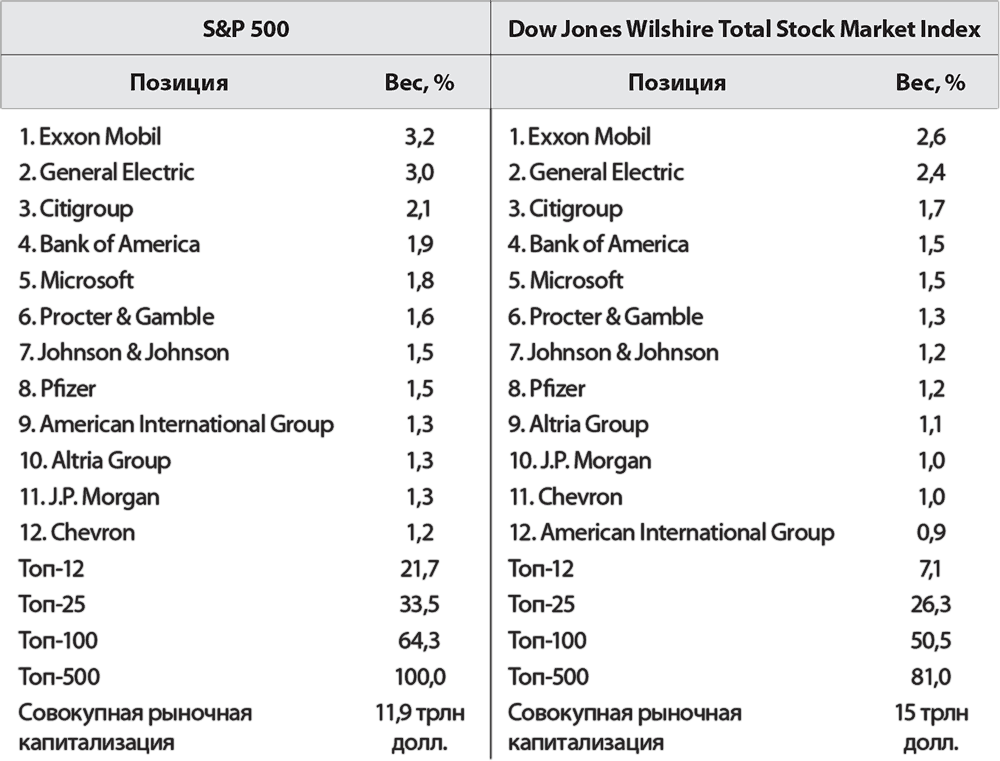 S&P 500 Dow Jones Wilshire Total Stock Market Index
Позиция Вес, % Позиция Вес, %
1. Exxon Mobil 3,2 1. Exxon Mobil 2,6
2. General Electric 3,0 2. General Electric 2,4
3. Citigroup 2,1 3. Citigroup 1,7
4. Bank of America 1,9 4. Bank of America 1,5
5. Microsoft 1,8 5. Microsoft 1,5
6. Procter & Gamble 1,6 6. Procter & Gamble 1,3
7. Johnson & Johnson 1,5 7. Johnson & Johnson 1,2
8. Pfizer 1,5 8. Pfizer 1,2
9. American International Group 1,3 9. Altria Group 1,1
10. Altria Group 1,3 10. J.P. Morgan 1,0
11. J.P. Morgan 1,3 11. Chevron 1,0
12. Chevron 1,2 12. American International Group 0,9
Топ-12 21,7 Топ-12 7,1
Топ-25 33,5 Топ-25 26,3
Топ-100 64,3 Топ-100 50,5
Топ-500 100,0 Топ-500 81,0
Совокупная рыночная 11,9 трлн Совокупная рыночная 15 трлн
капитализация долл. капитализация долл.